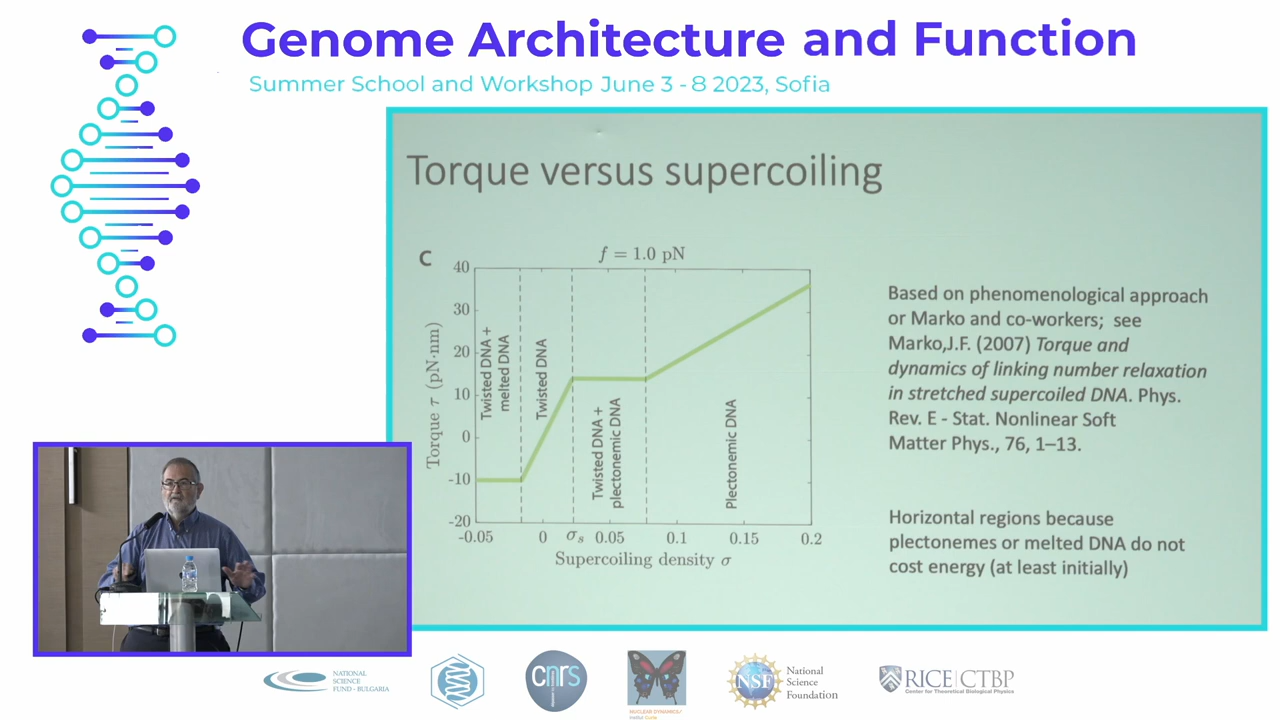 Genome Architecture and Function
Summer School and Workshop June 3 - 8 2023, Sofia
Torque versus supercoiling
C
f = 1.0 pN
40
30
20
10
0
-10
-20
Torque τ (pN·nm)
Twisted DNA +
melted DNA
Twisted DNA
Twisted DNA +
plectonemic DNA
Plectonemic DNA
-0.05 0 σs 0.05 0.1 0.15 0.2
Supercoiling density σ
Based on phenomenological approach
or Marko and co-workers; see
Marko,J.F. (2007) Torque and
dynamics of linking number relaxation
in stretched supercoiled DNA. Phys.
Rev. E - Stat. Nonlinear Soft
Matter Phys., 76, 1–13.
Horizontal regions because
plectonemes or melted DNA do not
cost energy (at least initially)
NATIONAL
SCIENCE
FUND - BULGARIA
cnrs
NUCLEAR DYNAMICS/
Institut Curie
NSF
National
Science
Foundation
RICE | CTBP
Center for Theoretical Biological Physics